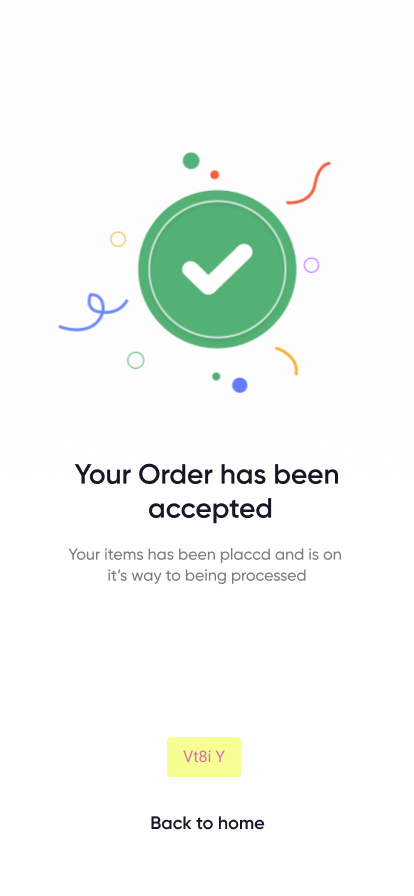 Your Order has been
accepted
Your items has been placcd and is on
it’s way to being processed
Vt8i Y
Back to home